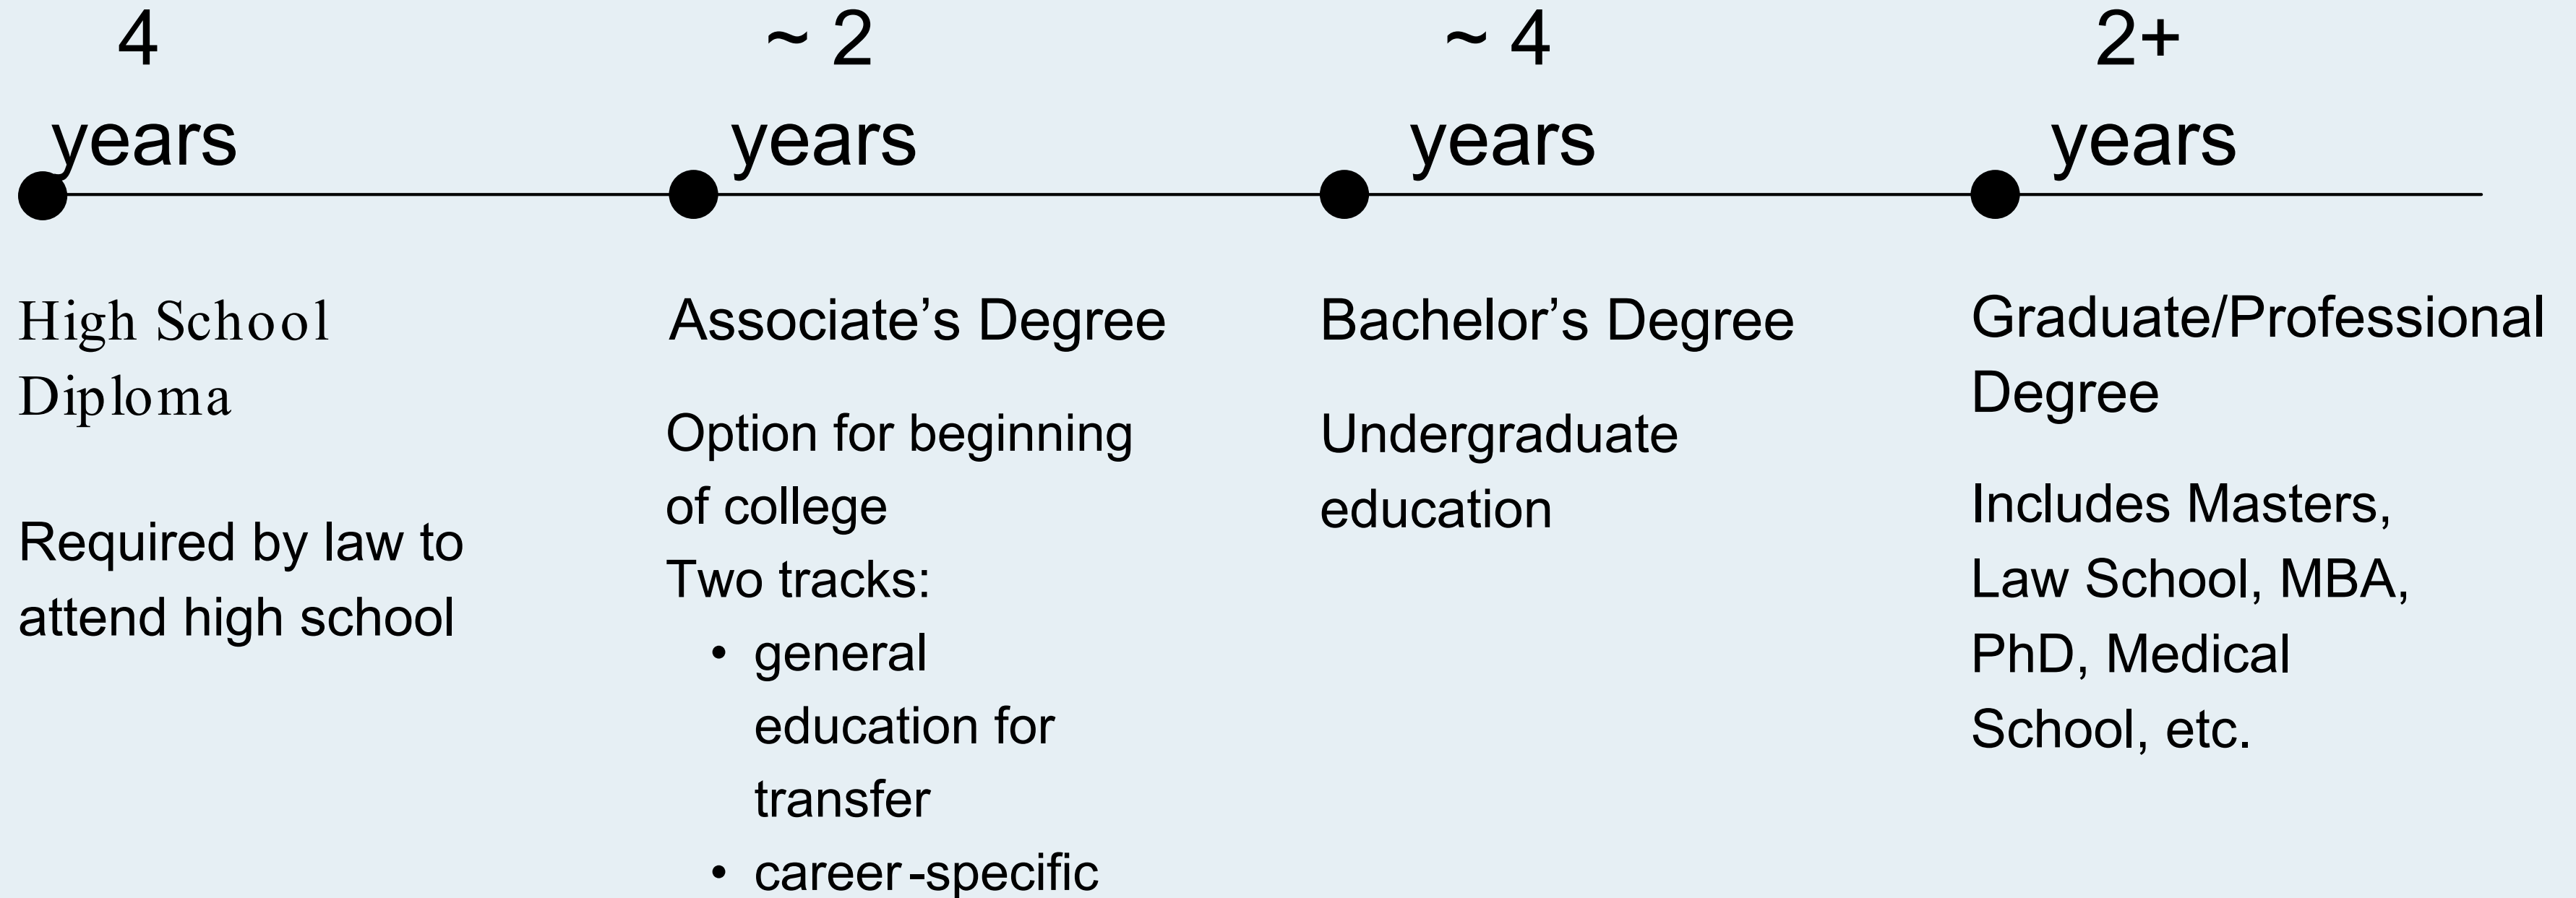 4
years
High School
Diploma
Required by law to
attend high school
~ 2
years
Associate’s Degree
Option for beginning
of college
Two tracks:
• general
education for
transfer
• career-specific
~ 4
years
Bachelor’s Degree
Undergraduate
education
2+
years
Graduate/Professional
Degree
Includes Masters,
Law School, MBA,
PhD, Medical
School, etc.